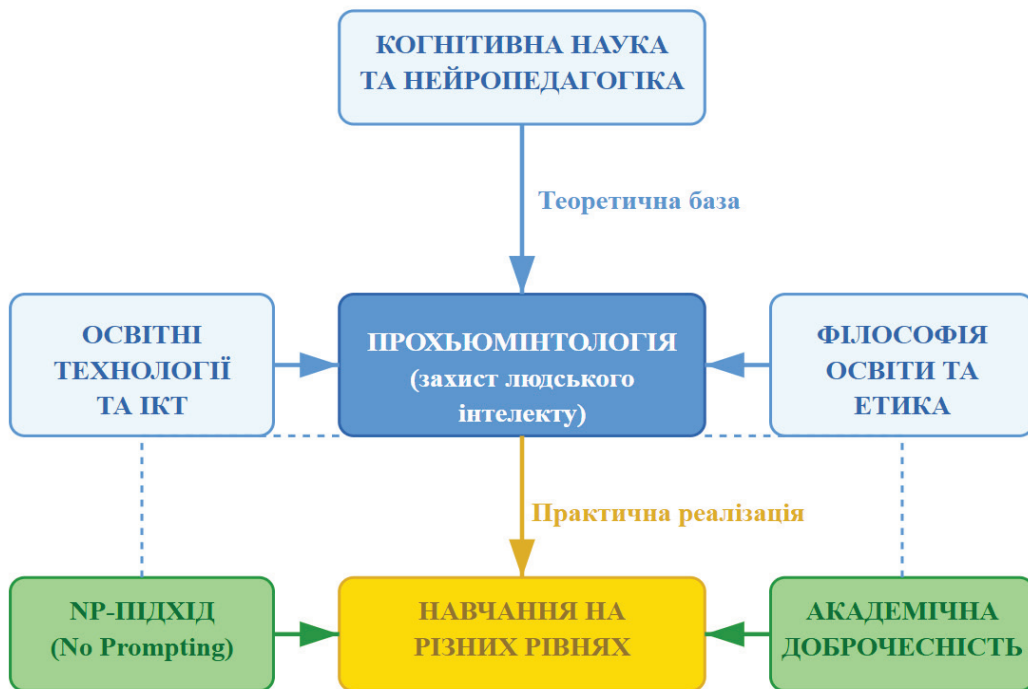 КОГНІТИВНА НАУКА
ТА НЕЙРОПЕДАГОГІКА
Теоретична база
ОСВІТНІ
ТЕХНОЛОГІЇ
ТА ІКТ
ПРОХЬЮМІНТОЛОГІЯ
(захист людського
інтелекту)
ФІЛОСОФІЯ
ОСВІТИ ТА
ЕТИКА
Практична реалізація
NP-ПІДХІД
(No Prompting)
НАВЧАННЯ НА
РІЗНИХ РІВНЯХ
АКАДЕМІЧНА
ДОБРОЧЕСНІСТЬ